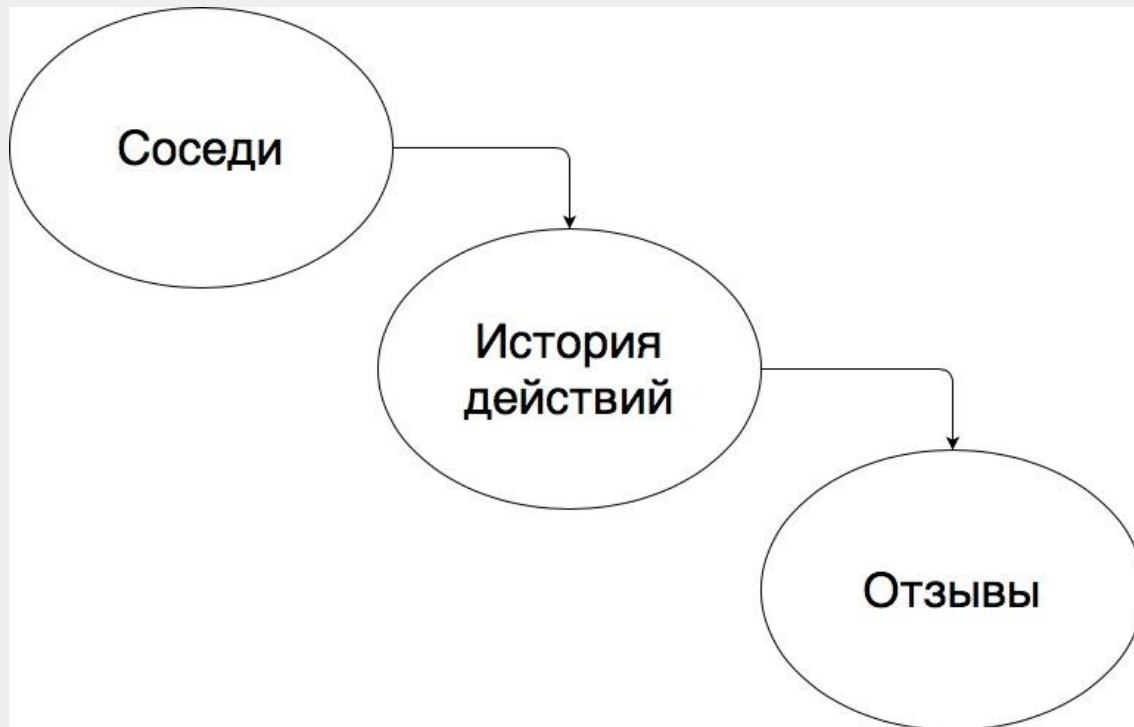 Соседи
История
действий
Отзывы